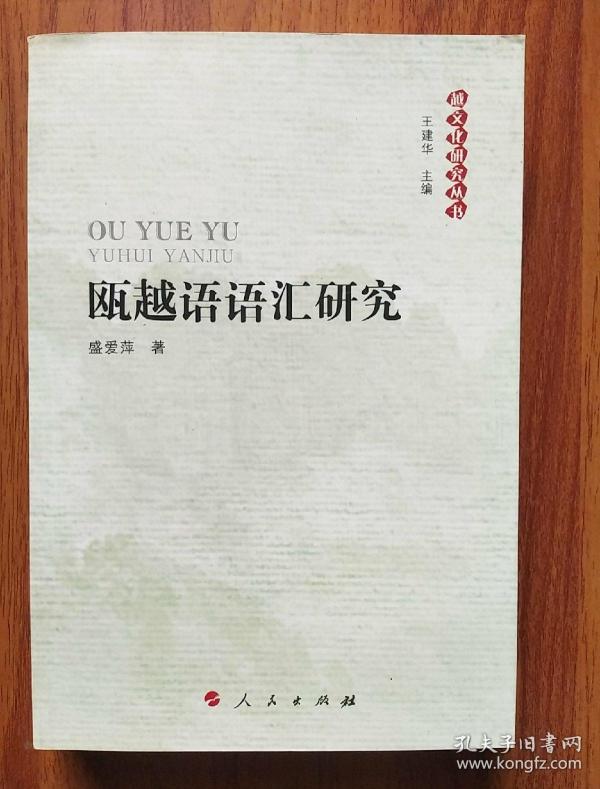 越文化研究丛书
王建华 主编
OU YUE YU
YUHUI YANJIU
瓯越语语汇研究
盛爱萍 著
人民出版社
孔夫子旧書网
www.kongfz.com